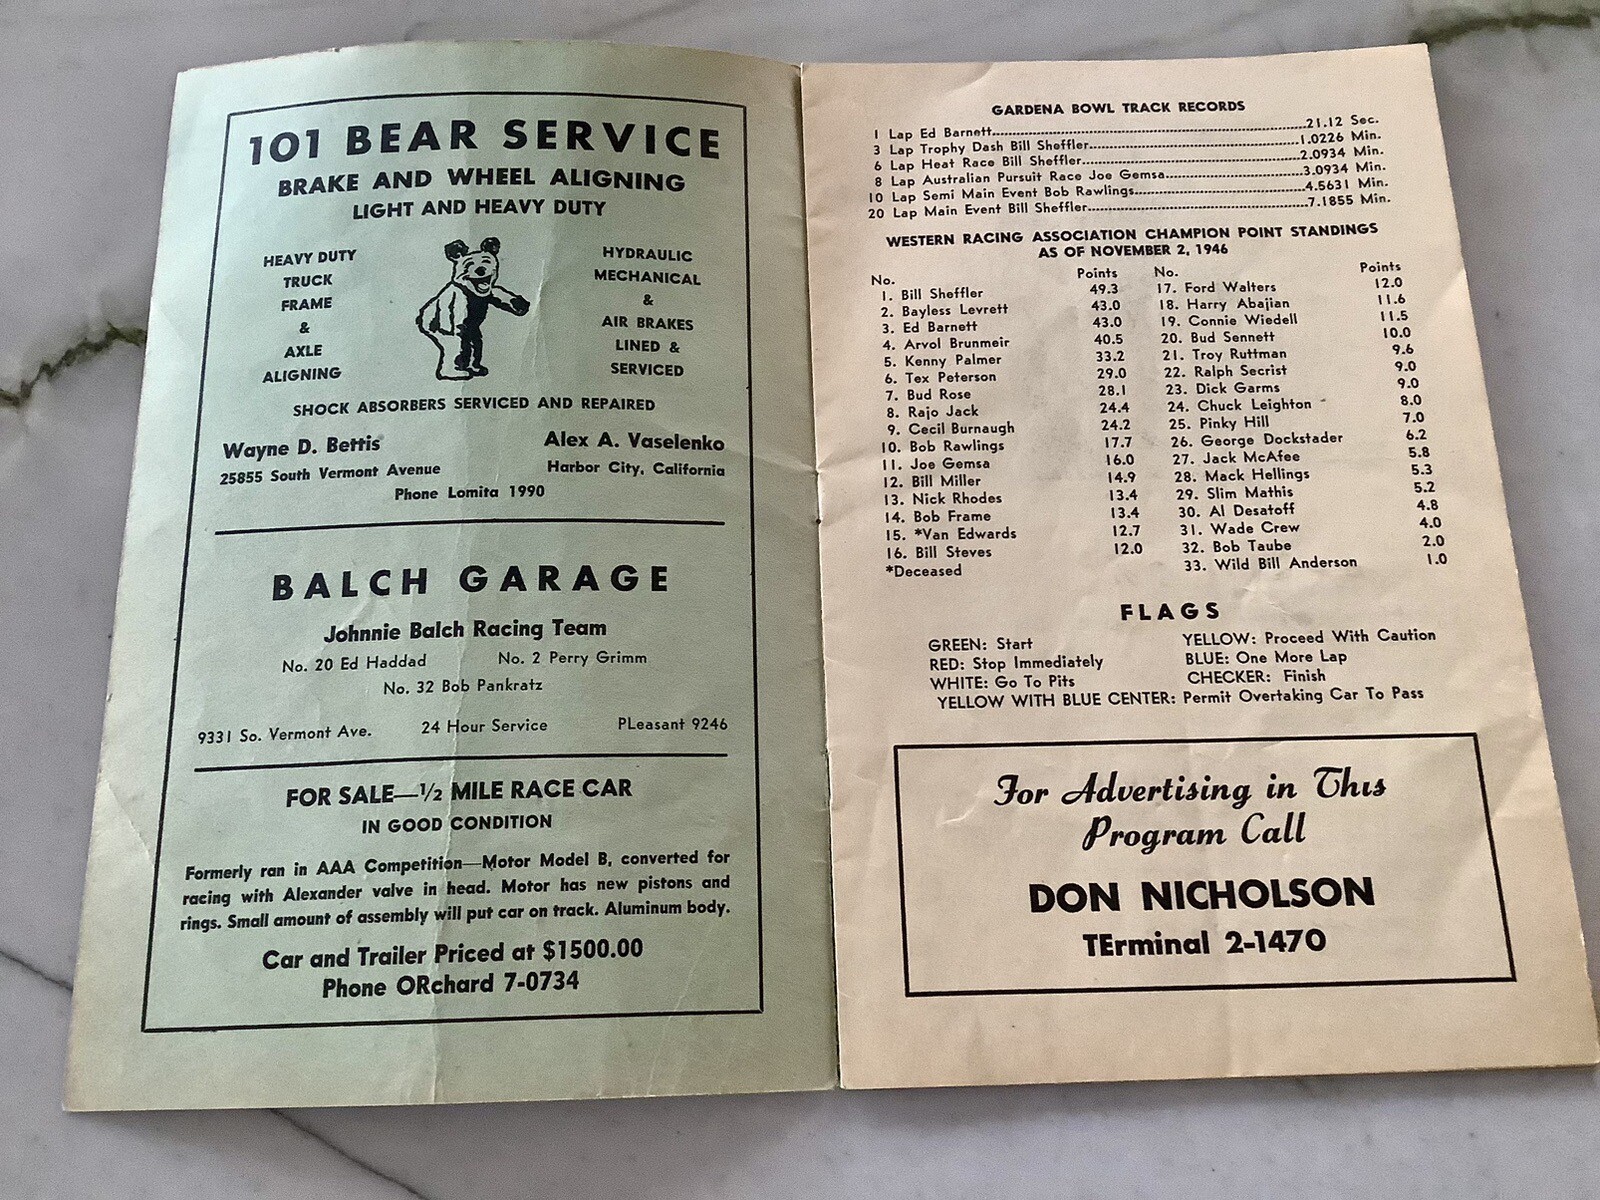 101 BEAR SERVICE
BRAKE AND WHEEL ALIGNING
LIGHT AND HEAVY DUTY
HEAVY DUTY
TRUCK
FRAME
&
AXLE
ALIGNING
HYDRAULIC
MECHANICAL
&
AIR BRAKES
LINED &
SERVICED
SHOCK ABSORBERS SERVICED AND REPAIRED
Wayne D. Bettis Alex A. Vaselenko
25855 South Vermont Avenue Harbor City, California
Phone Lomita 1990
BALCH GARAGE
Johnnie Balch Racing Team
No. 20 Ed Haddad No. 2 Perry Grimm
No. 32 Bob Pankratz
9331 So. Vermont Ave. 24 Hour Service PLeasant 9246
FOR SALE—½ MILE RACE CAR
IN GOOD CONDITION
Formerly ran in AAA Competition—Motor Model B, converted for
racing with Alexander valve in head. Motor has new pistons and
rings. Small amount of assembly will put car on track. Aluminum body.
Car and Trailer Priced at $1500.00
Phone ORchard 7-0734
GARDENA BOWL TRACK RECORDS
1 Lap Ed Barnett 21.12 Sec.
3 Lap Trophy Dash Bill Sheffler 1.0226 Min.
6 Lap Heat Race Bill Sheffler 2.0934 Min.
8 Lap Australian Pursuit Race Joe Gemsa 3.0934 Min.
10 Lap Semi Main Event Bob Rawlings 4.5631 Min.
20 Lap Main Event Bill Sheffler 7.1855 Min.
WESTERN RACING ASSOCIATION CHAMPION POINT STANDINGS
AS OF NOVEMBER 2, 1946
No. Points
1. Bill Sheffler 49.3
2. Bayless Levrett 43.0
3. Ed Barnett 43.0
4. Arvol Brunmeir 40.5
5. Kenny Palmer 33.2
6. Tex Peterson 29.0
7. Bud Rose 28.1
8. Rajo Jack 24.4
9. Cecil Burnaugh 24.2
10. Bob Rawlings 17.7
11. Joe Gemsa 16.0
12. Bill Miller 14.9
13. Nick Rhodes 13.4
14. Bob Frame 13.4
15. *Van Edwards 12.7
16. Bill Steves 12.0
*Deceased
No. Points
17. Ford Walters 12.0
18. Harry Abajian 11.6
19. Connie Wiedell 11.5
20. Bud Sennett 10.0
21. Troy Ruttman 9.6
22. Ralph Secrist 9.0
23. Dick Garms 9.0
24. Chuck Leighton 8.0
25. Pinky Hill 7.0
26. George Dockstader 6.2
27. Jack McAfee 5.8
28. Mack Hellings 5.3
29. Slim Mathis 5.2
30. Al Desatoff 4.8
31. Wade Crew 4.0
32. Bob Taube 2.0
33. Wild Bill Anderson 1.0
FLAGS
GREEN: Start YELLOW: Proceed With Caution
RED: Stop Immediately BLUE: One More Lap
WHITE: Go To Pits CHECKER: Finish
YELLOW WITH BLUE CENTER: Permit Overtaking Car To Pass
For Advertising in This
Program Call
DON NICHOLSON
TErminal 2-1470